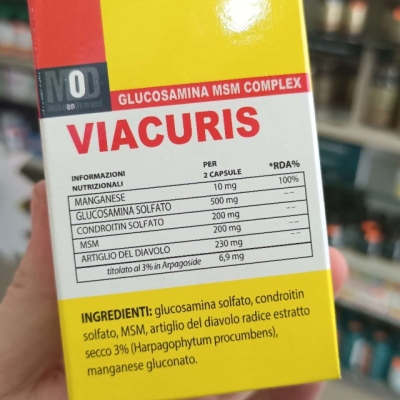 MOD
MadeonDemand
GLUCOSAMINA MSM COMPLEX
VIACURIS
INFORMAZIONI NUTRIZIONALI PER 2 CAPSULE *RDA%
MANGANESE 10 mg 100%
GLUCOSAMINA SOLFATO 500 mg --
CONDROITIN SOLFATO 200 mg --
MSM 200 mg --
ARTIGLIO DEL DIAVOLO 230 mg --
titolato al 3% in Arpagoside 6,9 mg
INGREDIENTI: glucosamina solfato, condroitin
solfato, MSM, artiglio del diavolo radice estratto
secco 3% (Harpagophytum procumbens),
manganese gluconato.